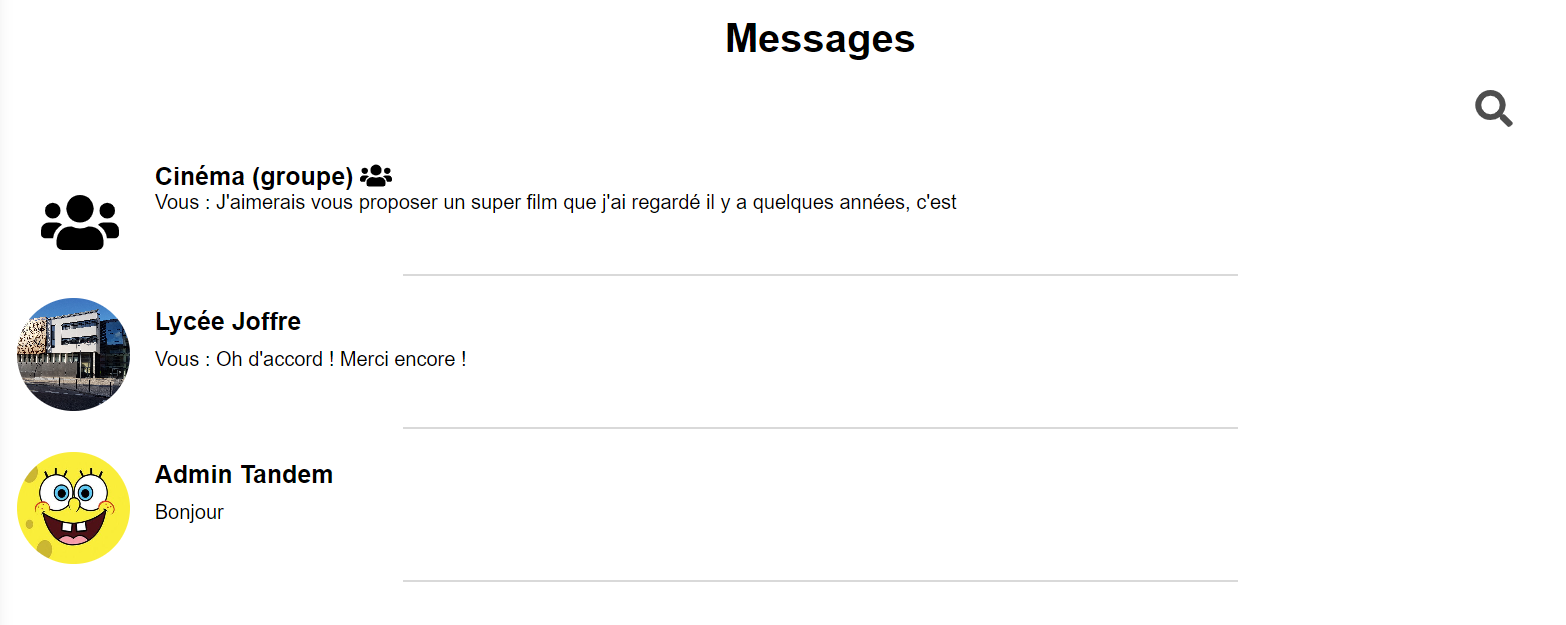 Messages
Cinéma (groupe)
Vous : J'aimerais vous proposer un super film que j'ai regardé il y a quelques années, c'est
Lycée Joffre
Vous : Oh d'accord ! Merci encore !
Admin Tandem
Bonjour